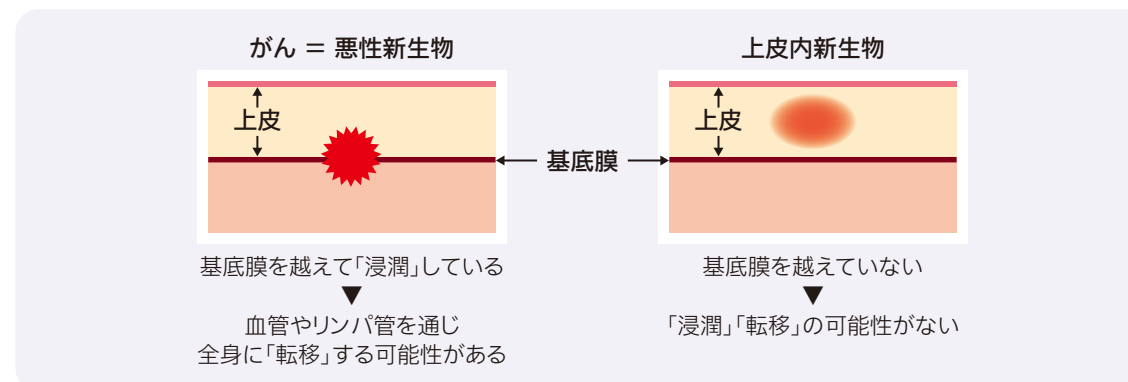 がん ＝ 悪性新生物
上皮
基底膜を越えて「浸潤」している
▼
血管やリンパ管を通じ
全身に「転移」する可能性がある
基底膜
上皮内新生物
上皮
基底膜を越えていない
▼
「浸潤」「転移」の可能性がない